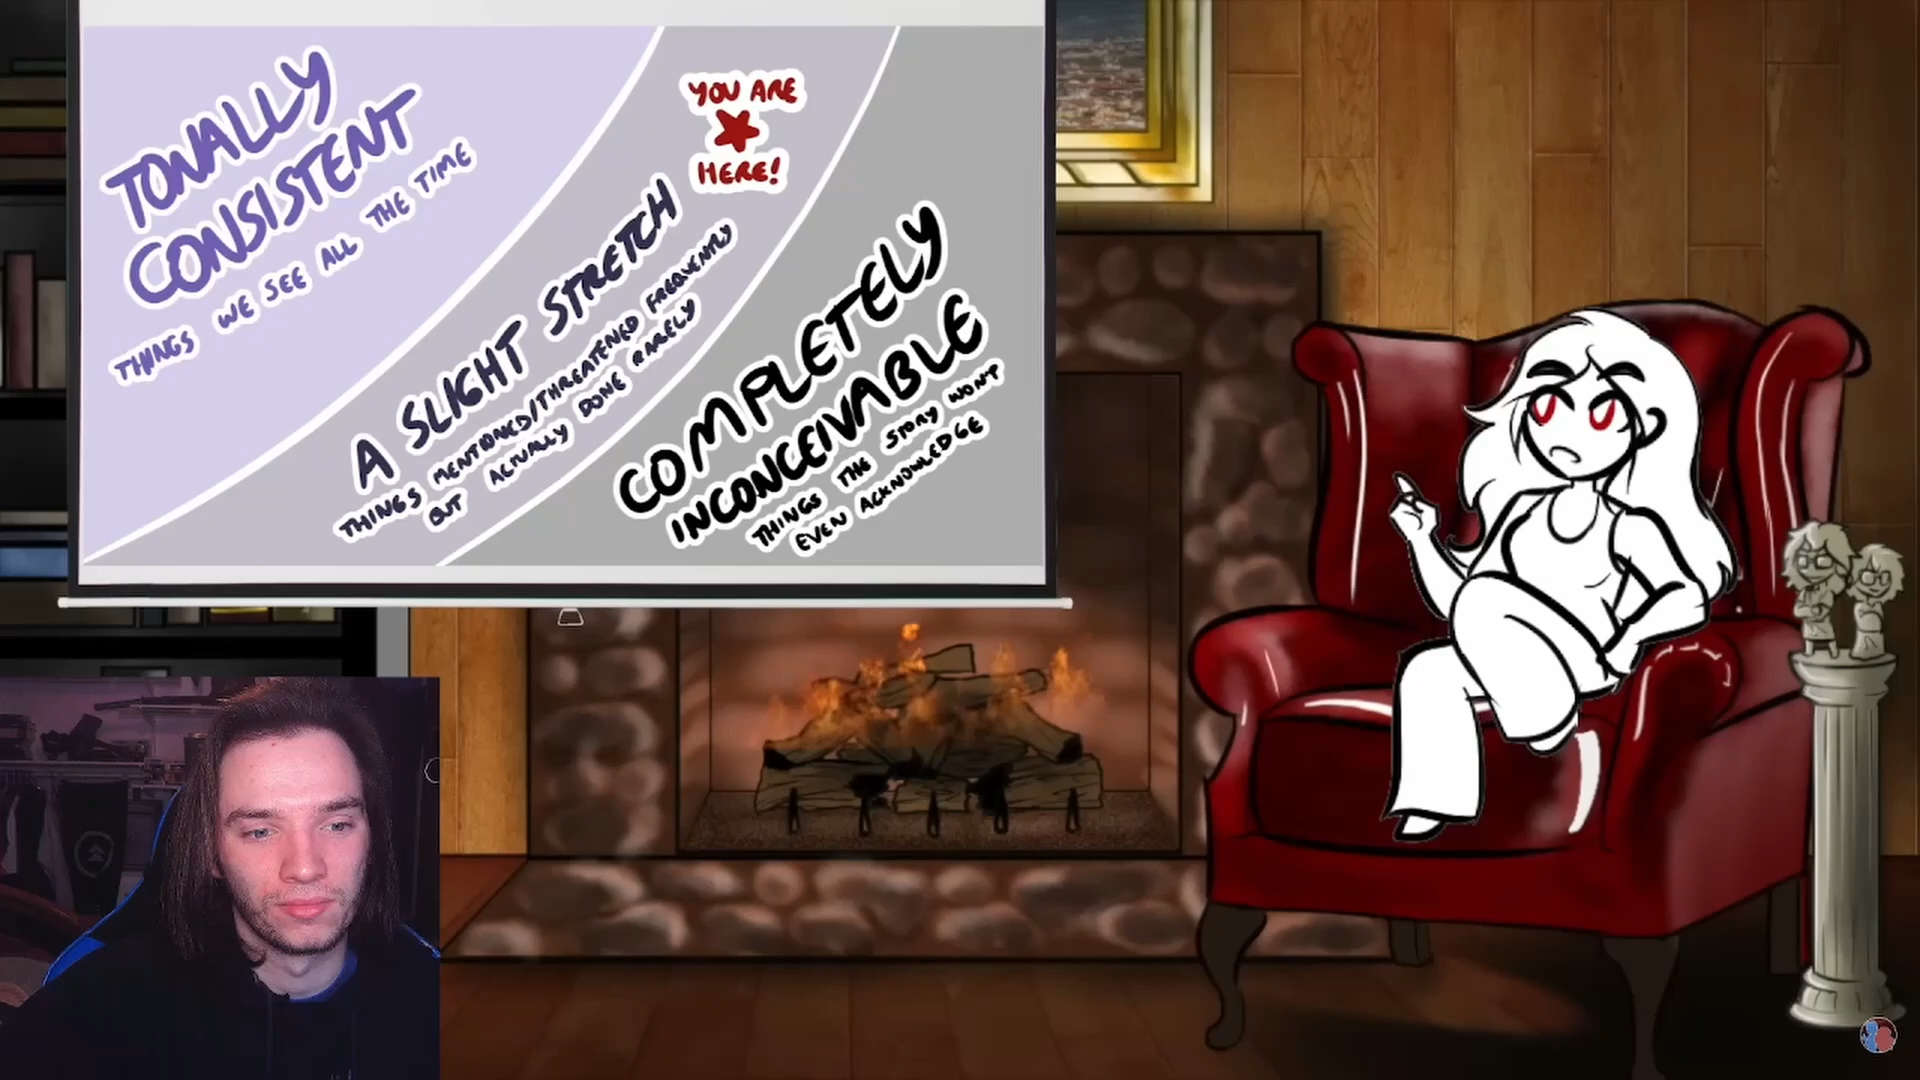 TONALLY
CONSISTENT
THINGS WE SEE ALL THE TIME
YOU ARE
HERE!
A SLIGHT STRETCH
THINGS MENTIONED/THREATENED FREQUENTLY
BUT ACTUALLY DONE RARELY
COMPLETELY
INCONCEIVABLE
THINGS THE STORY WON'T
EVEN ACKNOWLEDGE